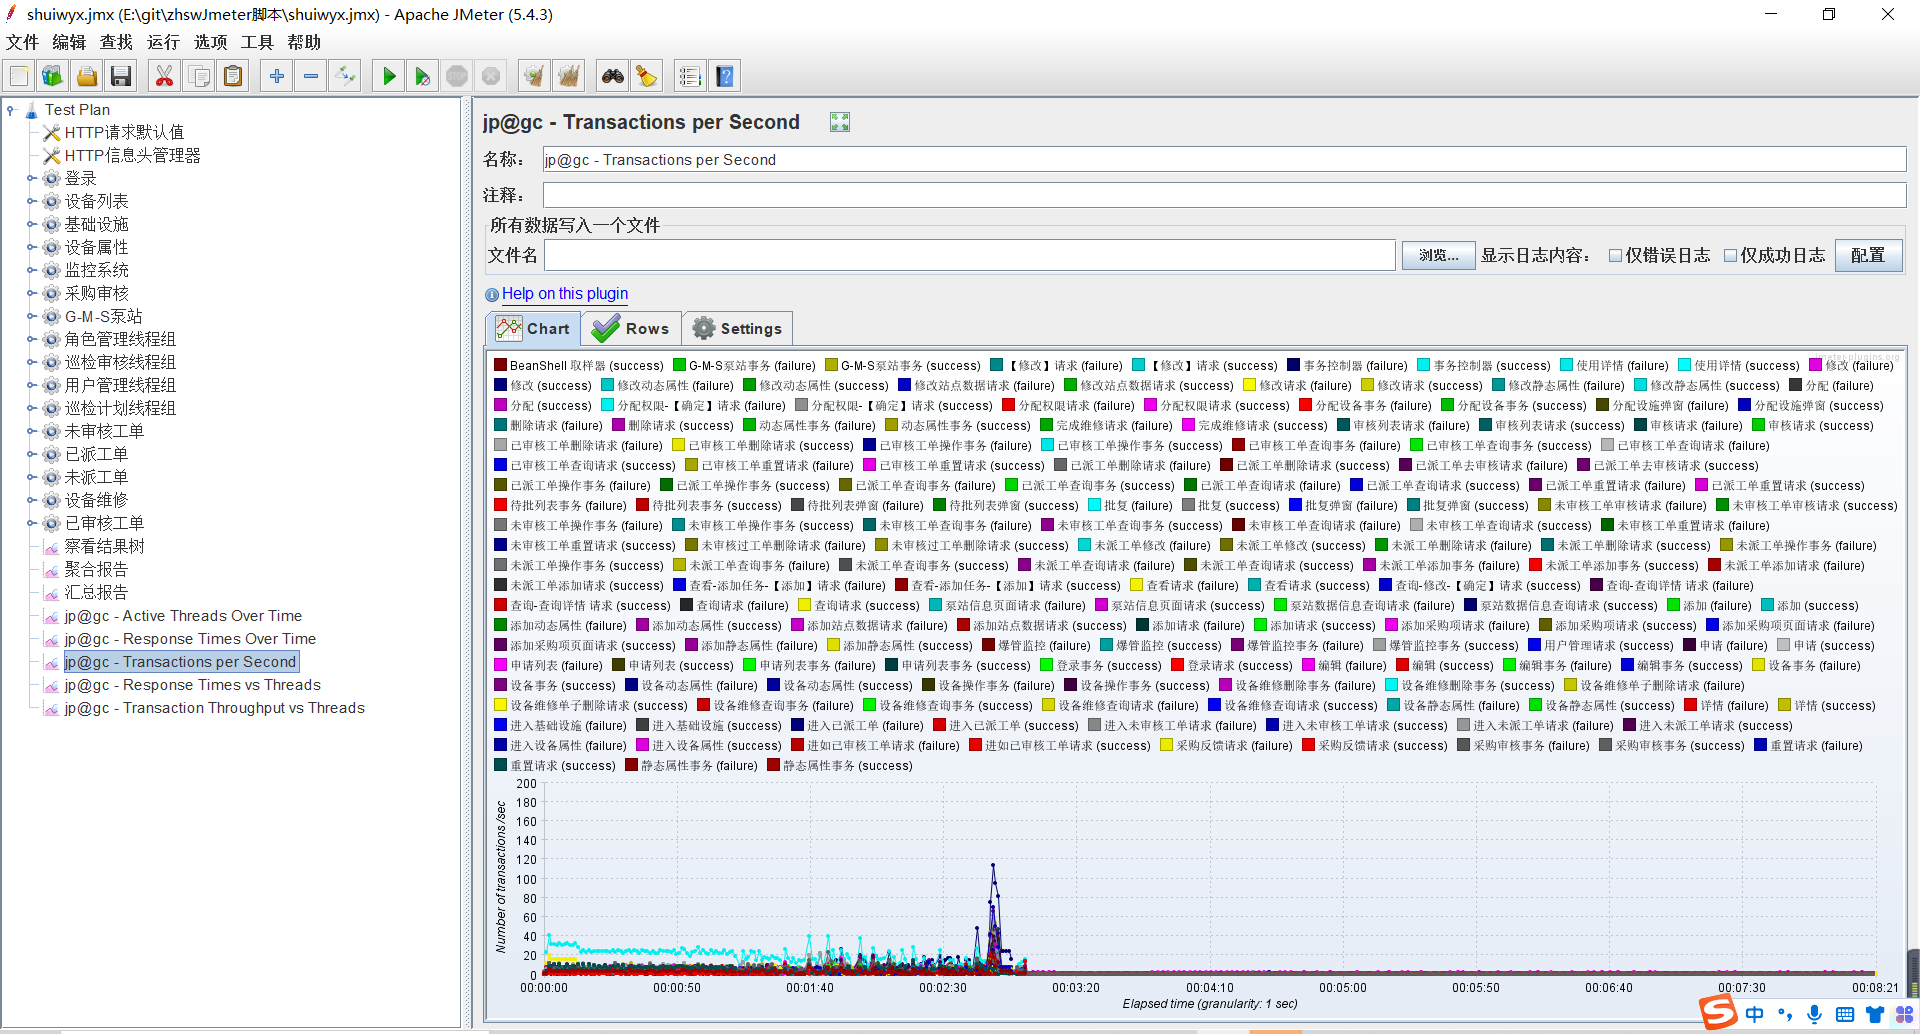 shuiwyx.jmx (E:\git\zhswJmeter脚本\shuiwyx.jmx) - Apache JMeter (5.4.3)
文件 编辑 查找 运行 选项 工具 帮助
Test Plan
HTTP请求默认值
HTTP信息头管理器
登录
设备列表
基础设施
设备属性
监控系统
采购审核
G-M-S泵站
角色管理线程组
巡检审核线程组
用户管理线程组
巡检计划线程组
未审核工单
已派工单
未派工单
设备维修
已审核工单
察看结果树
聚合报告
汇总报告
jp@gc - Active Threads Over Time
jp@gc - Response Times Over Time
jp@gc - Transactions per Second
jp@gc - Response Times vs Threads
jp@gc - Transaction Throughput vs Threads
jp@gc - Transactions per Second
名称： jp@gc - Transactions per Second
注释：
所有数据写入一个文件
文件名 浏览... 显示日志内容： 仅错误日志 仅成功日志 配置
Help on this plugin
Chart Rows Settings
BeanShell 取样器 (success) G-M-S泵站事务 (failure) G-M-S泵站事务 (success) 【修改】请求 (failure) 【修改】请求 (success) 事务控制器 (failure) 事务控制器 (success) 使用详情 (failure) 使用详情 (success) 修改 (failure)
修改 (success) 修改动态属性 (failure) 修改动态属性 (success) 修改站点数据请求 (failure) 修改站点数据请求 (success) 修改请求 (failure) 修改请求 (success) 修改静态属性 (failure) 修改静态属性 (success) 分配 (failure)
分配 (success) 分配权限-【确定】请求 (failure) 分配权限-【确定】请求 (success) 分配权限请求 (failure) 分配权限请求 (success) 分配设备事务 (failure) 分配设备事务 (success) 分配设施弹窗 (failure) 分配设施弹窗 (success)
删除请求 (failure) 删除请求 (success) 动态属性事务 (failure) 动态属性事务 (success) 完成维修请求 (failure) 完成维修请求 (success) 审核列表请求 (failure) 审核列表请求 (success) 审核请求 (failure) 审核请求 (success)
已审核工单删除请求 (failure) 已审核工单删除请求 (success) 已审核工单操作事务 (failure) 已审核工单操作事务 (success) 已审核工单查询事务 (failure) 已审核工单查询事务 (success) 已审核工单查询请求 (failure)
已审核工单查询请求 (success) 已审核工单重置请求 (failure) 已审核工单重置请求 (success) 已派工单删除请求 (failure) 已派工单删除请求 (success) 已派工单去审核请求 (failure) 已派工单去审核请求 (success)
已派工单操作事务 (failure) 已派工单操作事务 (success) 已派工单查询事务 (failure) 已派工单查询事务 (success) 已派工单查询请求 (failure) 已派工单查询请求 (success) 已派工单重置请求 (failure) 已派工单重置请求 (success)
待批列表事务 (failure) 待批列表事务 (success) 待批列表弹窗 (failure) 待批列表弹窗 (success) 批复 (failure) 批复 (success) 批复弹窗 (failure) 批复弹窗 (success) 未审核工单审核请求 (failure) 未审核工单审核请求 (success)
未审核工单操作事务 (failure) 未审核工单操作事务 (success) 未审核工单查询事务 (failure) 未审核工单查询事务 (success) 未审核工单查询请求 (failure) 未审核工单查询请求 (success) 未审核工单重置请求 (failure)
未审核工单重置请求 (success) 未审核过工单删除请求 (failure) 未审核过工单删除请求 (success) 未派工单修改 (failure) 未派工单修改 (success) 未派工单删除请求 (failure) 未派工单删除请求 (success) 未派工单操作事务 (failure)
未派工单操作事务 (success) 未派工单查询事务 (failure) 未派工单查询事务 (success) 未派工单查询请求 (failure) 未派工单查询请求 (success) 未派工单添加事务 (failure) 未派工单添加事务 (success) 未派工单添加请求 (failure)
未派工单添加请求 (success) 查看-添加任务-【添加】请求 (failure) 查看-添加任务-【添加】请求 (success) 查看请求 (failure) 查看请求 (success) 查询-修改-【确定】请求 (failure) 查询-查询详情 请求 (failure)
查询-查询详情 请求 (success) 查询请求 (failure) 查询请求 (success) 泵站信息页面请求 (failure) 泵站信息页面请求 (success) 泵站数据信息查询请求 (failure) 泵站数据信息查询请求 (success) 添加 (failure) 添加 (success)
添加动态属性 (failure) 添加动态属性 (success) 添加站点数据请求 (failure) 添加站点数据请求 (success) 添加请求 (failure) 添加请求 (success) 添加采购项请求 (failure) 添加采购项请求 (success) 添加采购项页面请求 (failure)
添加采购项页面请求 (success) 添加静态属性 (failure) 添加静态属性 (success) 爆管监控 (failure) 爆管监控 (success) 爆管监控事务 (failure) 爆管监控事务 (success) 用户管理请求 (success) 申请 (failure) 申请 (success)
申请列表 (failure) 申请列表 (success) 申请列表事务 (failure) 申请列表事务 (success) 登录事务 (failure) 登录请求 (success) 编辑 (failure) 编辑 (success) 编辑事务 (failure) 编辑事务 (success) 设备事务 (failure)
设备事务 (success) 设备动态属性 (failure) 设备动态属性 (success) 设备操作事务 (failure) 设备操作事务 (success) 设备维修删除事务 (failure) 设备维修删除事务 (success) 设备维修单子删除请求 (failure)
设备维修单子删除请求 (success) 设备维修查询事务 (failure) 设备维修查询事务 (success) 设备维修查询请求 (failure) 设备维修查询请求 (success) 设备静态属性 (failure) 设备静态属性 (success) 详情 (failure) 详情 (success)
进入基础设施 (failure) 进入基础设施 (success) 进入已派工单 (failure) 进入已派工单 (success) 进入未审核工单请求 (failure) 进入未审核工单请求 (success) 进入未派工单请求 (failure) 进入未派工单请求 (success)
进入设备属性 (failure) 进入设备属性 (success) 进如已审核工单请求 (failure) 进如已审核工单请求 (success) 采购反馈请求 (failure) 采购反馈请求 (success) 采购审核事务 (failure) 采购审核事务 (success) 重置请求 (failure)
重置请求 (success) 静态属性事务 (failure) 静态属性事务 (success)
200
180
160
140
120
100
80
60
40
20
0
Number of transactions /sec
00:00:00 00:00:50 00:01:40 00:02:30 00:03:20 00:04:10 00:05:00 00:05:50 00:06:40 00:07:30 00:08:21
Elapsed time (granularity: 1 sec)
中